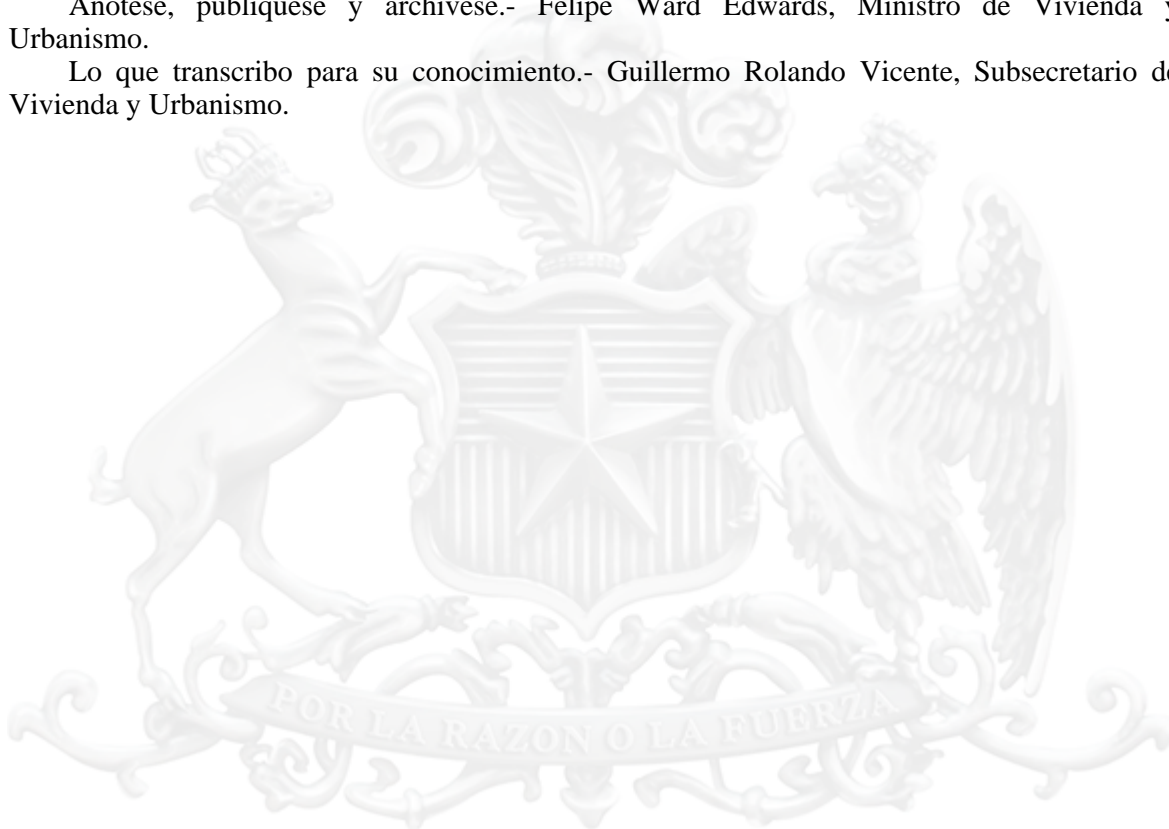 Anótese, publíquese y archívese.- Felipe Ward Edwards, Ministro de Vivienda y
Urbanismo.
Lo que transcribo para su conocimiento.- Guillermo Rolando Vicente, Subsecretario de
Vivienda y Urbanismo.
POR LA RAZON O LA FUERZA